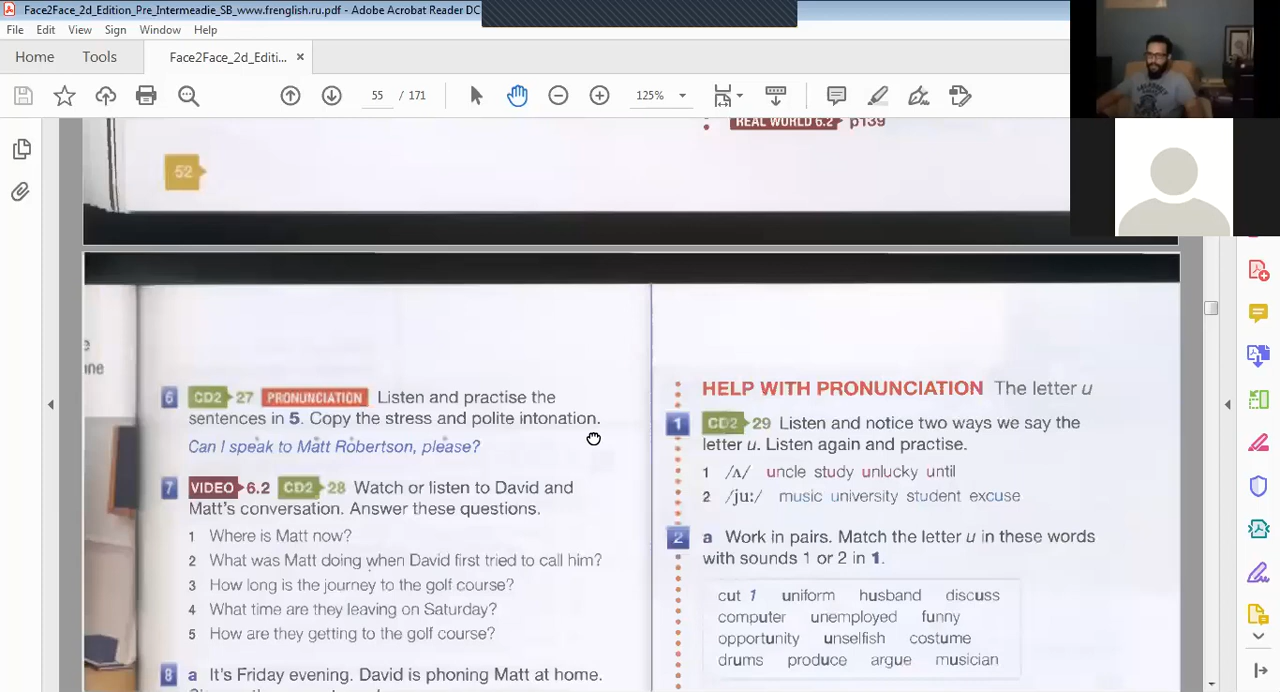 Face2Face_2d_Edition_Pre_Intermeadie_SB_www.frenglish.ru.pdf - Adobe Acrobat Reader DC
File Edit View Sign Window Help
Home Tools Face2Face_2d_Editi... ×
55 / 171 125%
REAL WORLD 6.2 p139
52
6 CD2 27 PRONUNCIATION Listen and practise the
sentences in 5. Copy the stress and polite intonation.
Can I speak to Matt Robertson, please?
7 VIDEO 6.2 CD2 28 Watch or listen to David and
Matt's conversation. Answer these questions.
1 Where is Matt now?
2 What was Matt doing when David first tried to call him?
3 How long is the journey to the golf course?
4 What time are they leaving on Saturday?
5 How are they getting to the golf course?
8 a It's Friday evening. David is phoning Matt at home.
HELP WITH PRONUNCIATION The letter u
1 CD2 29 Listen and notice two ways we say the
letter u. Listen again and practise.
1 /ʌ/ uncle study unlucky until
2 /juː/ music university student excuse
2 a Work in pairs. Match the letter u in these words
with sounds 1 or 2 in 1.
cut 1 uniform husband discuss
computer unemployed funny
opportunity unselfish costume
drums produce argue musician